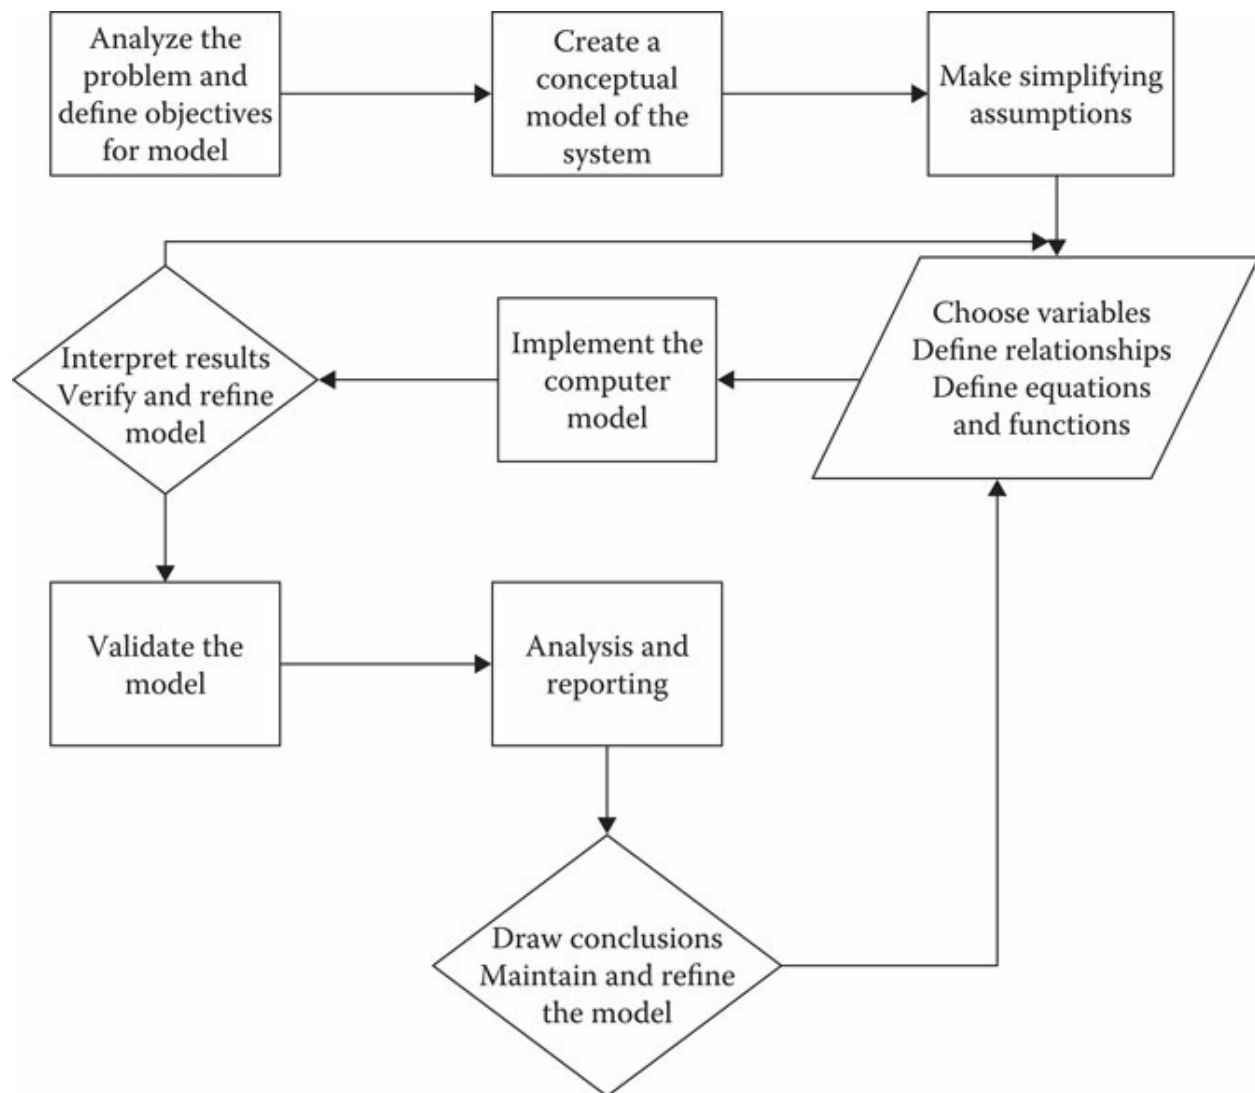 Analyze the
problem and
define objectives
for model
Create a
conceptual
model of the
system
Make simplifying
assumptions
Choose variables
Define relationships
Define equations
and functions
Implement the
computer
model
Interpret results
Verify and refine
model
Validate the
model
Analysis and
reporting
Draw conclusions
Maintain and refine
the model